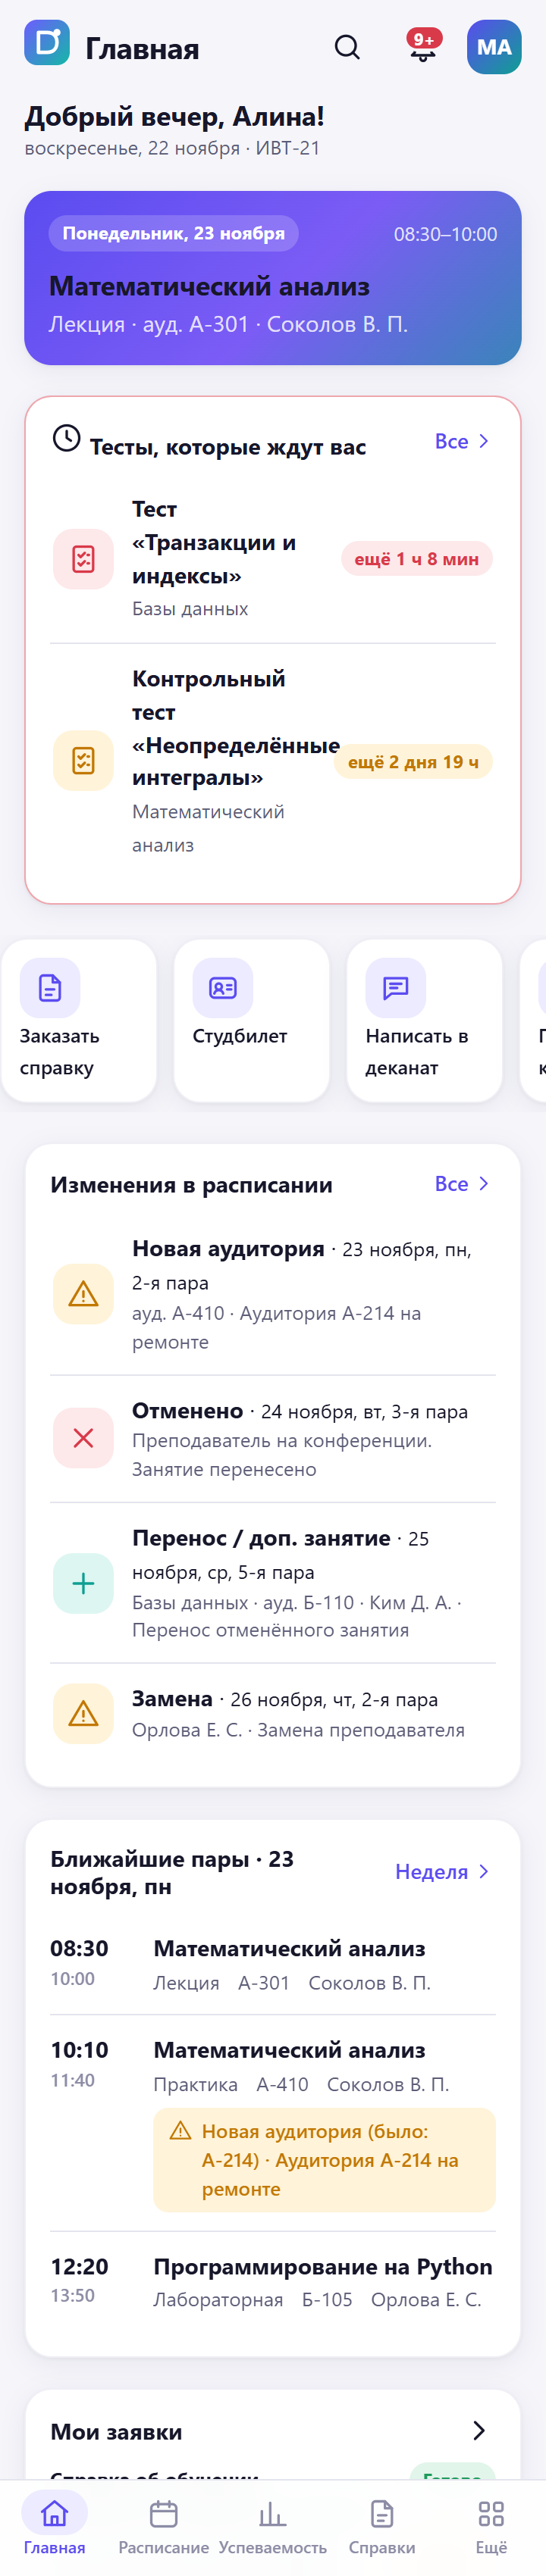 D
Главная
9+
МА
Добрый вечер, Алина!
воскресенье, 22 ноября · ИВТ-21
Понедельник, 23 ноября
08:30–10:00
Математический анализ
Лекция · ауд. А-301 · Соколов В. П.
Тесты, которые ждут вас
Все
Тест
«Транзакции и
индексы»
ещё 1 ч 8 мин
Базы данных
Контрольный
тест
«Неопределённые
интегралы»
ещё 2 дня 19 ч
Математический
анализ
Заказать
справку
Студбилет
Написать в
деканат
Изменения в расписании
Все
Новая аудитория · 23 ноября, пн,
2-я пара
ауд. А-410 · Аудитория А-214 на
ремонте
Отменено · 24 ноября, вт, 3-я пара
Преподаватель на конференции.
Занятие перенесено
Перенос / доп. занятие · 25
ноября, ср, 5-я пара
Базы данных · ауд. Б-110 · Ким Д. А. ·
Перенос отменённого занятия
Замена · 26 ноября, чт, 2-я пара
Орлова Е. С. · Замена преподавателя
Ближайшие пары · 23
ноября, пн
Неделя
08:30
Математический анализ
10:00
Лекция А-301 Соколов В. П.
10:10
Математический анализ
11:40
Практика А-410 Соколов В. П.
Новая аудитория (было:
А-214) · Аудитория А-214 на
ремонте
12:20
Программирование на Python
13:50
Лабораторная Б-105 Орлова Е. С.
Мои заявки
Справка об обучении
Готово
Главная
Расписание
Успеваемость
Справки
Ещё